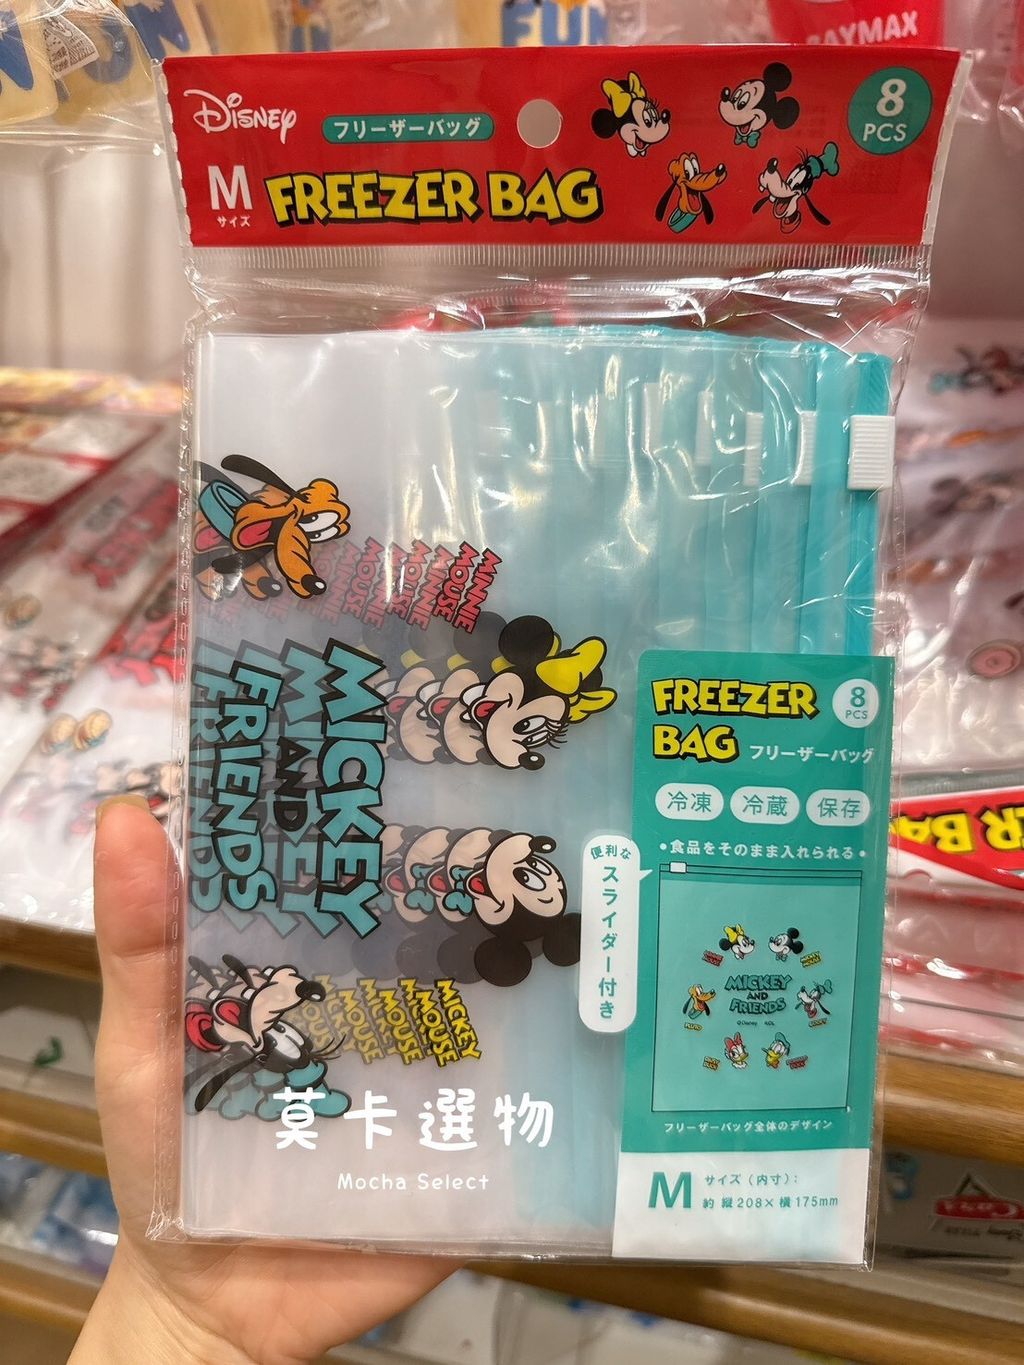 FUN
BAYMAX
Disney
フリーザーバッグ
8
PCS
M
サイズ
FREEZER BAG
MINNIE
MOUSE
MICKEY
AND
FRIENDS
MICKEY
MOUSE
FREEZER
BAG
フリーザーバッグ
8
PCS
冷凍
冷蔵
保存
•食品をそのまま入れられる•
便利な
スライダー付き
MICKEY
AND
FRIENDS
©Disney
フリーザーバッグ全体のデザイン
M
サイズ（内寸）：
約 縦208×横175mm
莫卡選物
Mocha Select